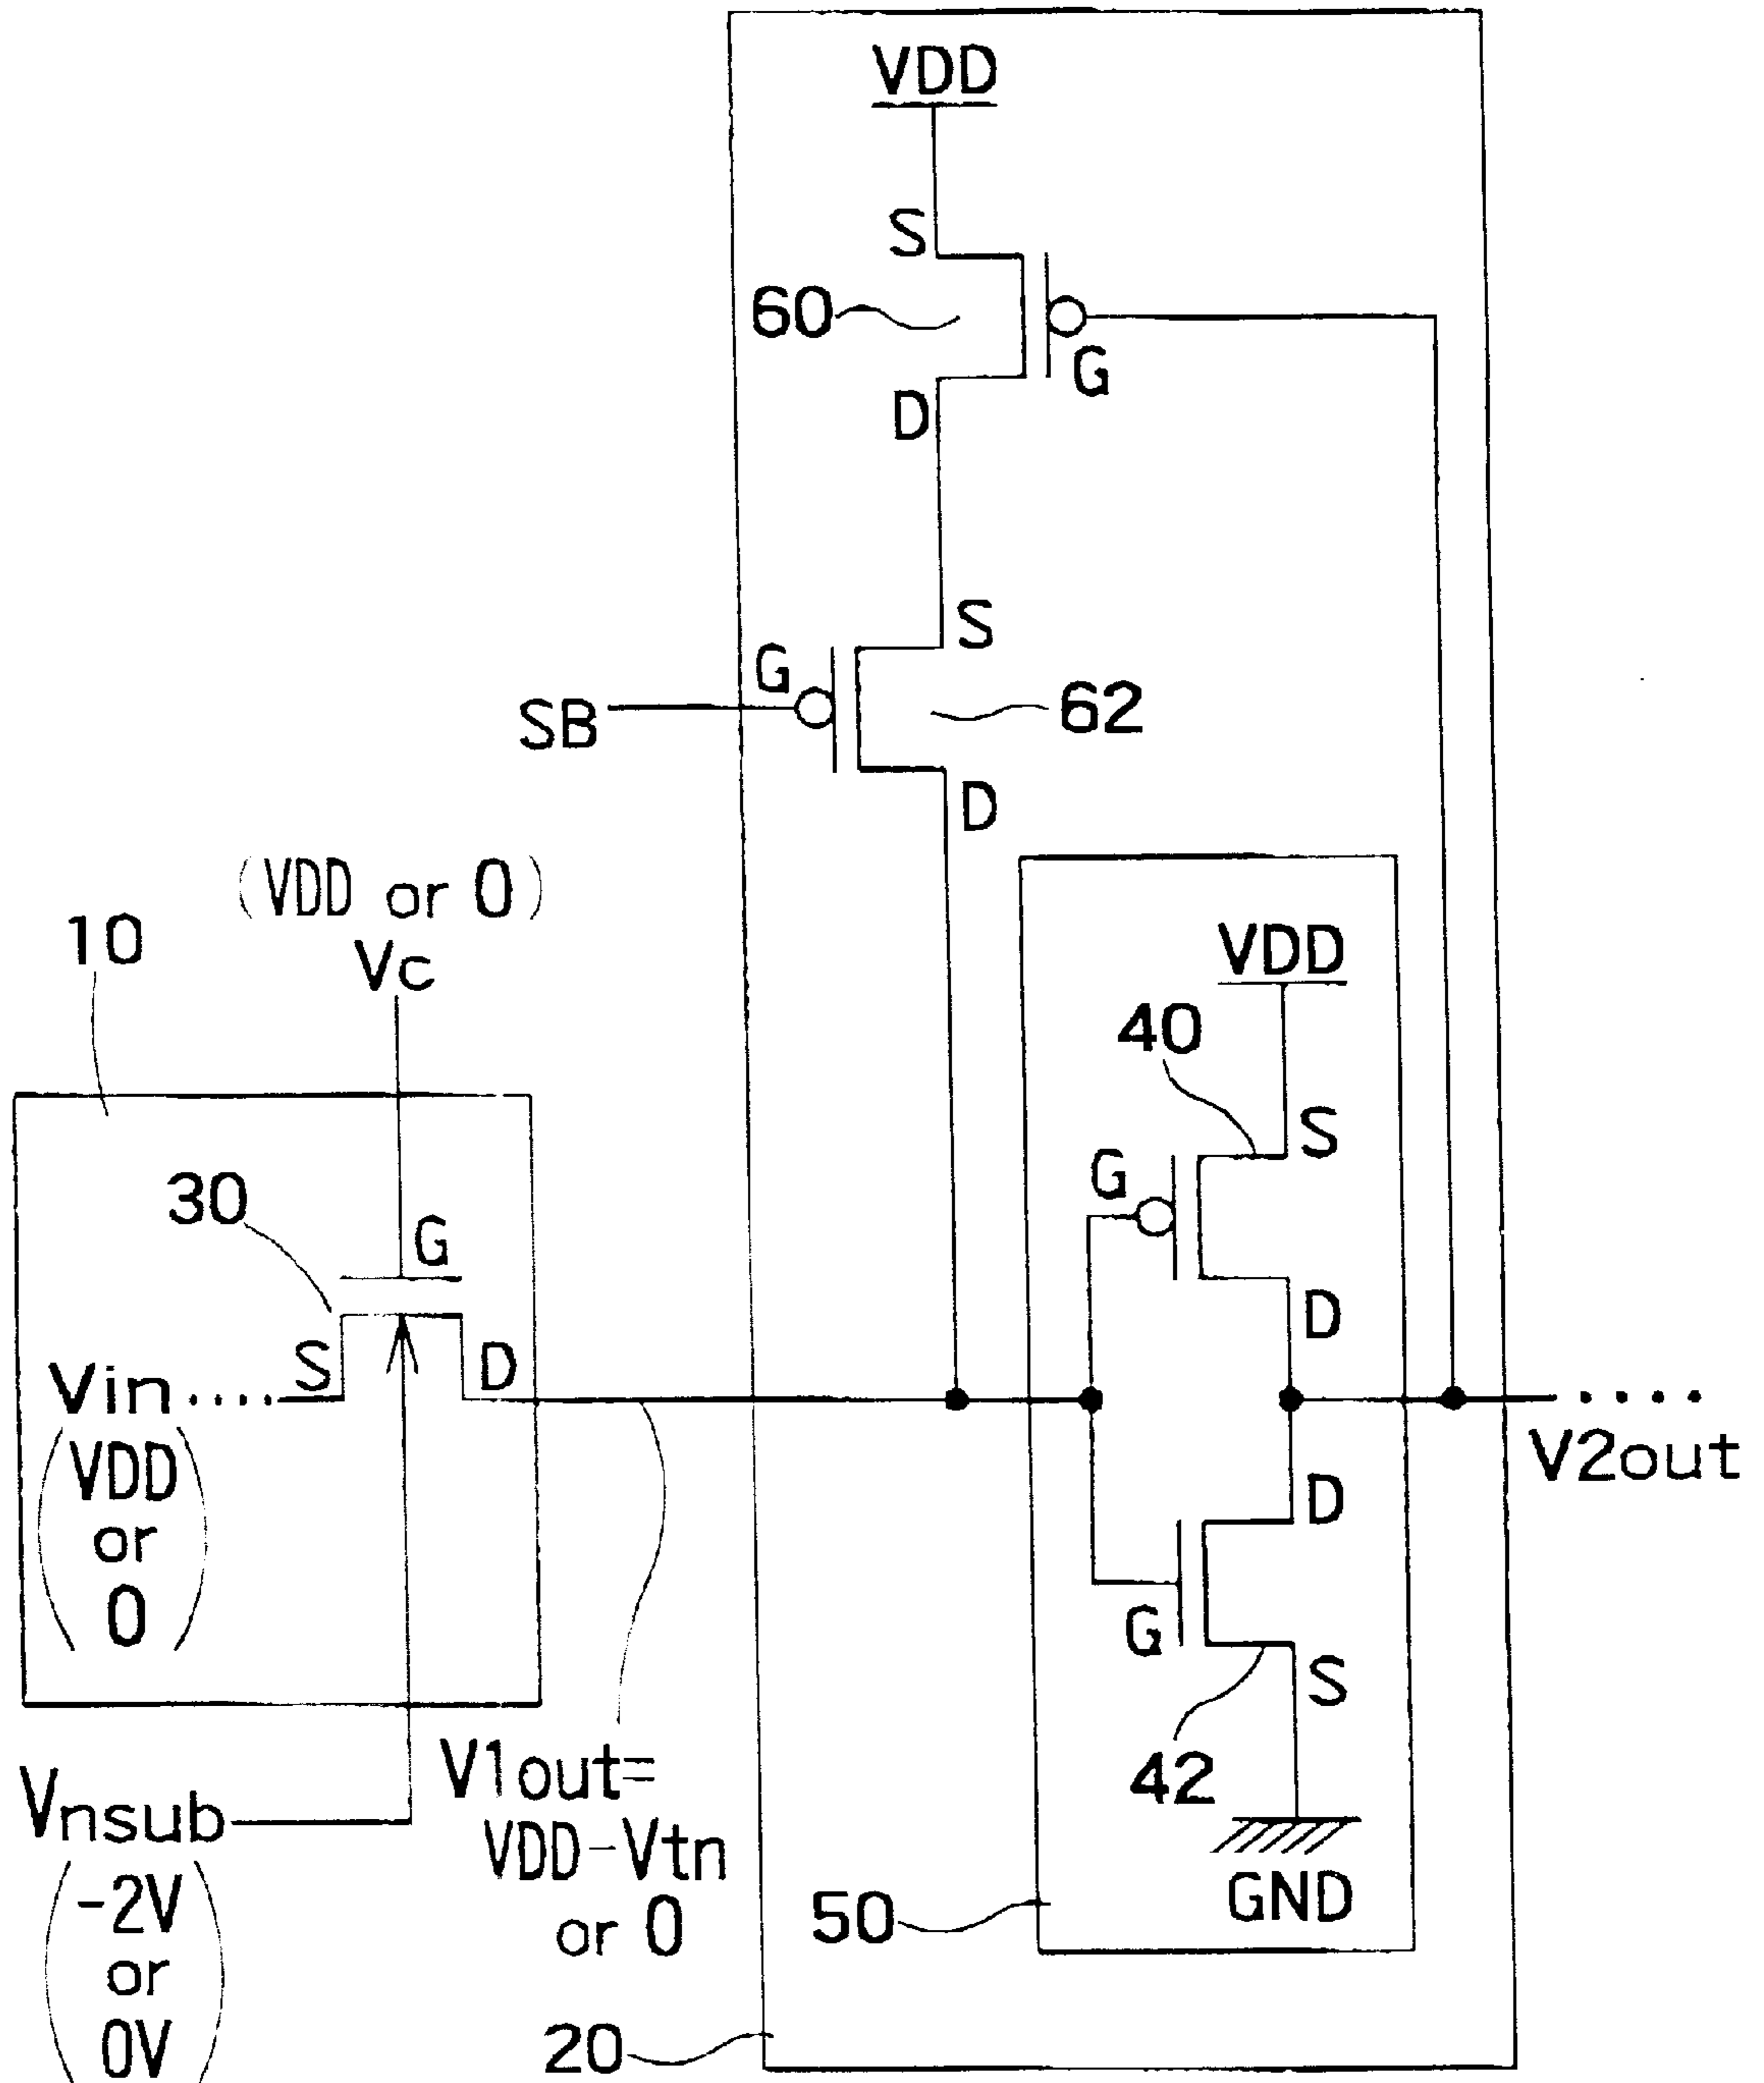 VDD
S
60
G
D
S
G
SB
62
D
(VDD or 0)
Vc
10
VDD
40
S
G
30
G
D
S
D
Vin....
....
V2out
(VDD
or
0)
D
G
S
42
V1out=
VDD-Vtn
or 0
Vnsub
(-2V
or
0V)
GND
50
20